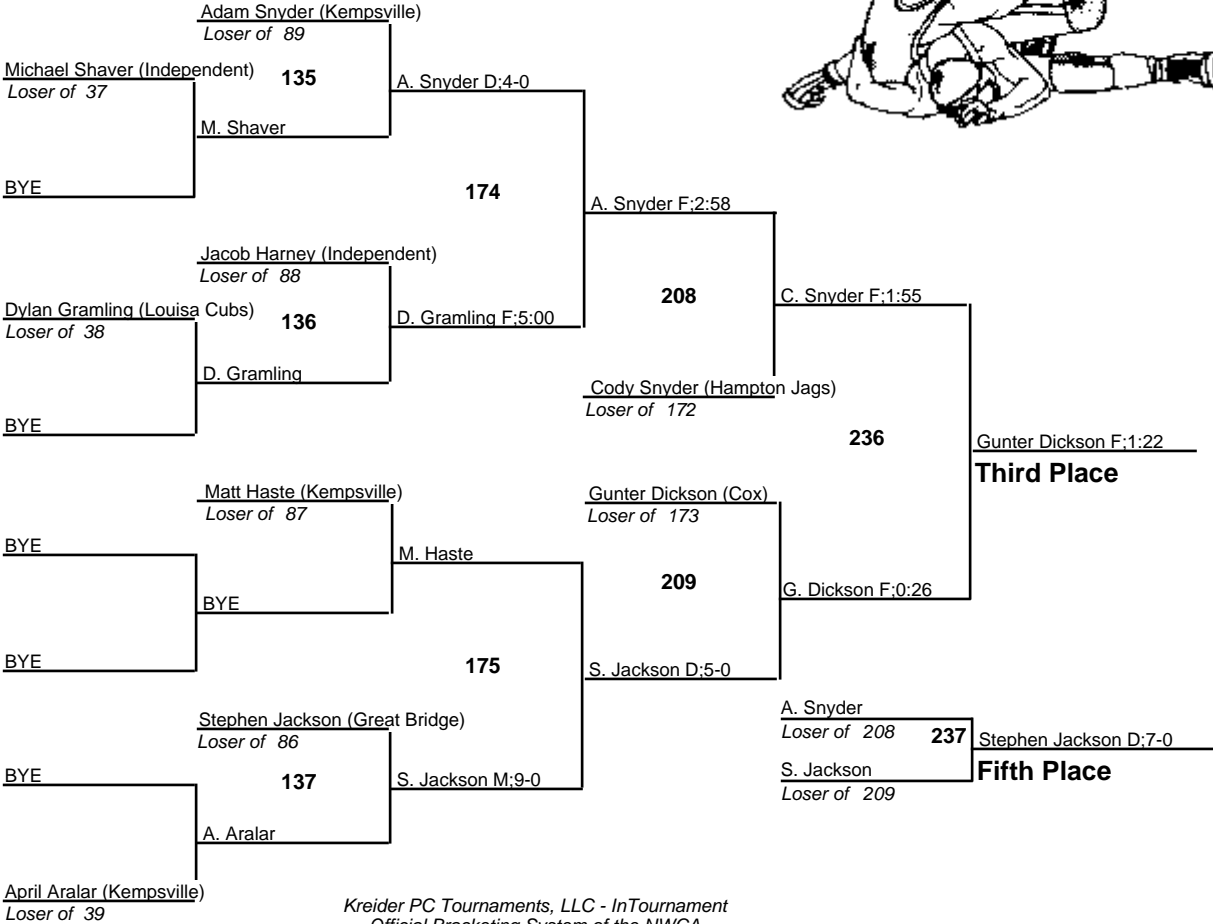 Adam Snyder (Kempsville)
Loser of 89
Michael Shaver (Independent)
135
Loser of 37
A. Snyder D;4-0
M. Shaver
BYE
174
A. Snyder F;2:58
Jacob Harney (Independent)
Loser of 88
208
C. Snyder F;1:55
Dylan Gramling (Louisa Cubs)
136
D. Gramling F;5:00
Loser of 38
D. Gramling
Cody Snyder (Hampton Jags)
Loser of 172
BYE
236
Gunter Dickson F;1:22
Third Place
Matt Haste (Kempsville)
Gunter Dickson (Cox)
Loser of 87
Loser of 173
BYE
M. Haste
209
G. Dickson F;0:26
BYE
BYE
175
S. Jackson D;5-0
A. Snyder
Stephen Jackson (Great Bridge)
Loser of 208
237
Stephen Jackson D;7-0
Loser of 86
S. Jackson
Fifth Place
BYE
137
S. Jackson M;9-0
Loser of 209
A. Aralar
April Aralar (Kempsville)
Loser of 39
Kreider PC Tournaments, LLC - InTournament
Official Bracketing System of the NWCA